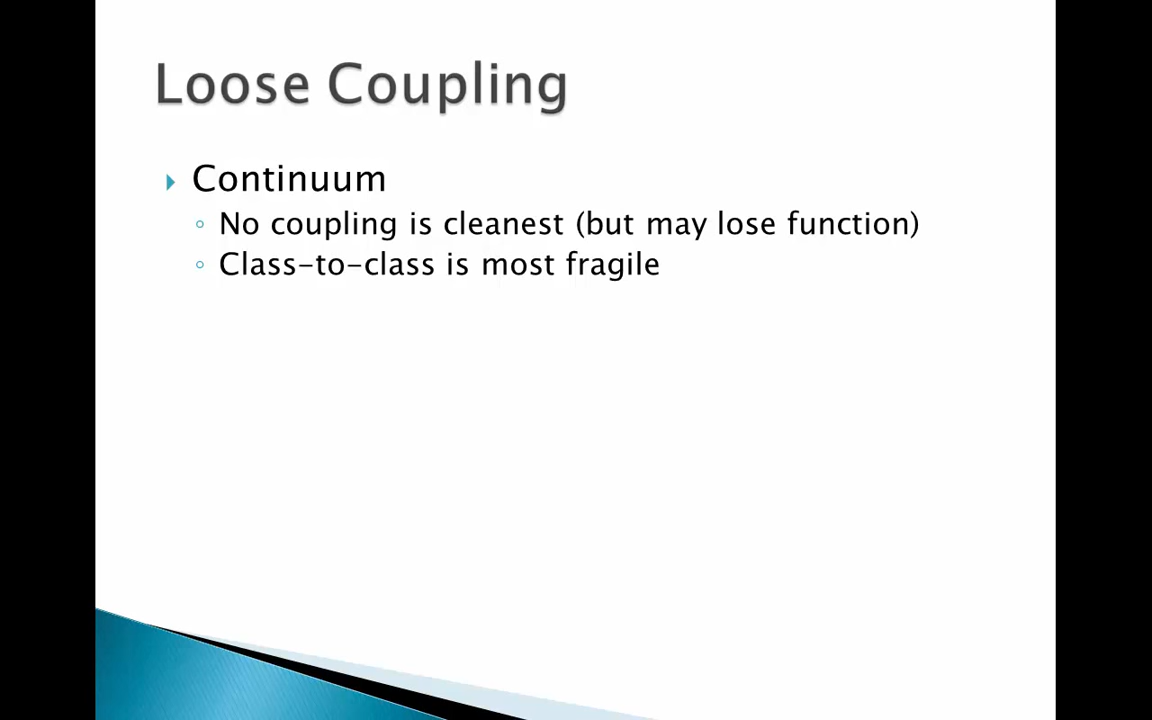 Loose Coupling
Continuum
No coupling is cleanest (but may lose function)
Class-to-class is most fragile